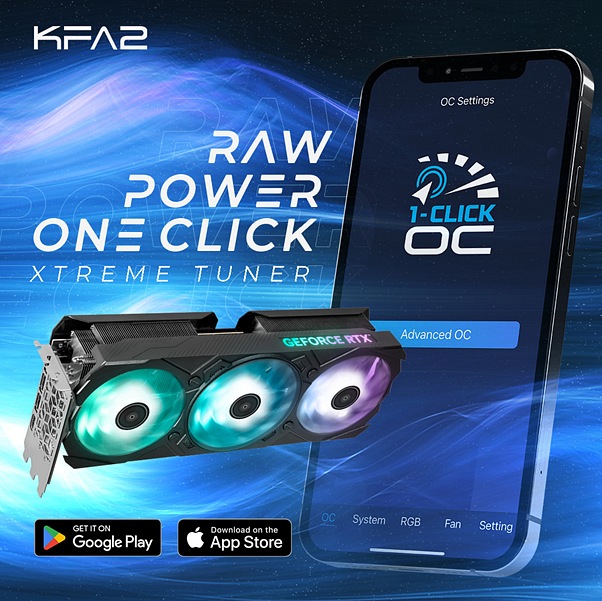 KFA2
RAW
POWER
ONE CLICK
XTREME TUNER
OC Settings
1-CLICK
OC
Advanced OC
GEFORCE RTX
OC System RGB Fan Setting
GET IT ON
Google Play
Download on the
App Store